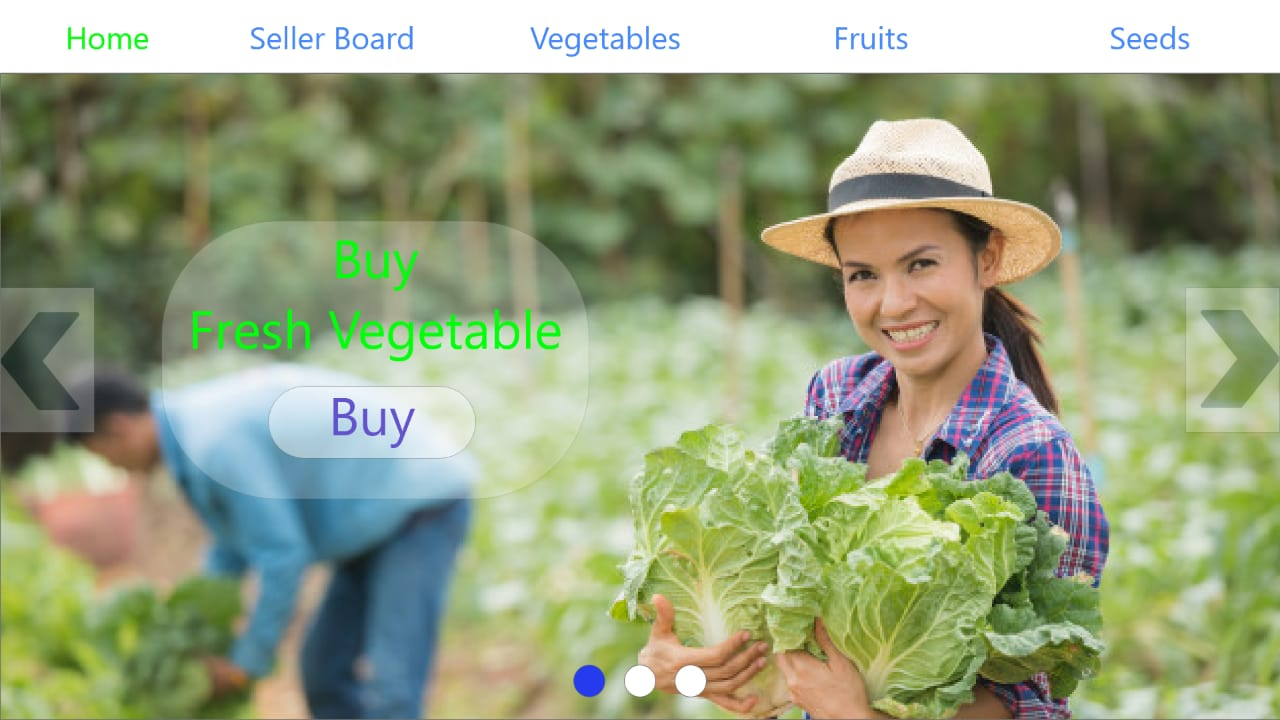 Home Seller Board Vegetables Fruits Seeds
Buy
Fresh Vegetable
Buy